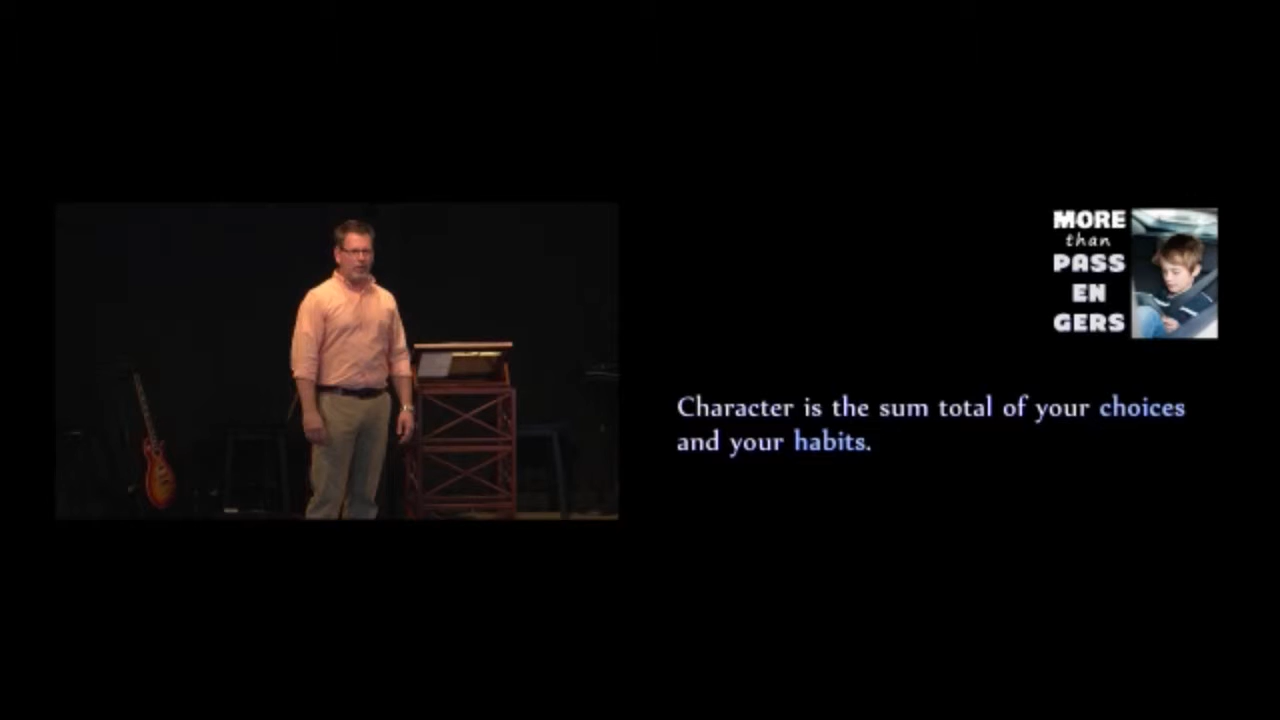 MORE
than
PASS
EN
GERS
Character is the sum total of your choices
and your habits.